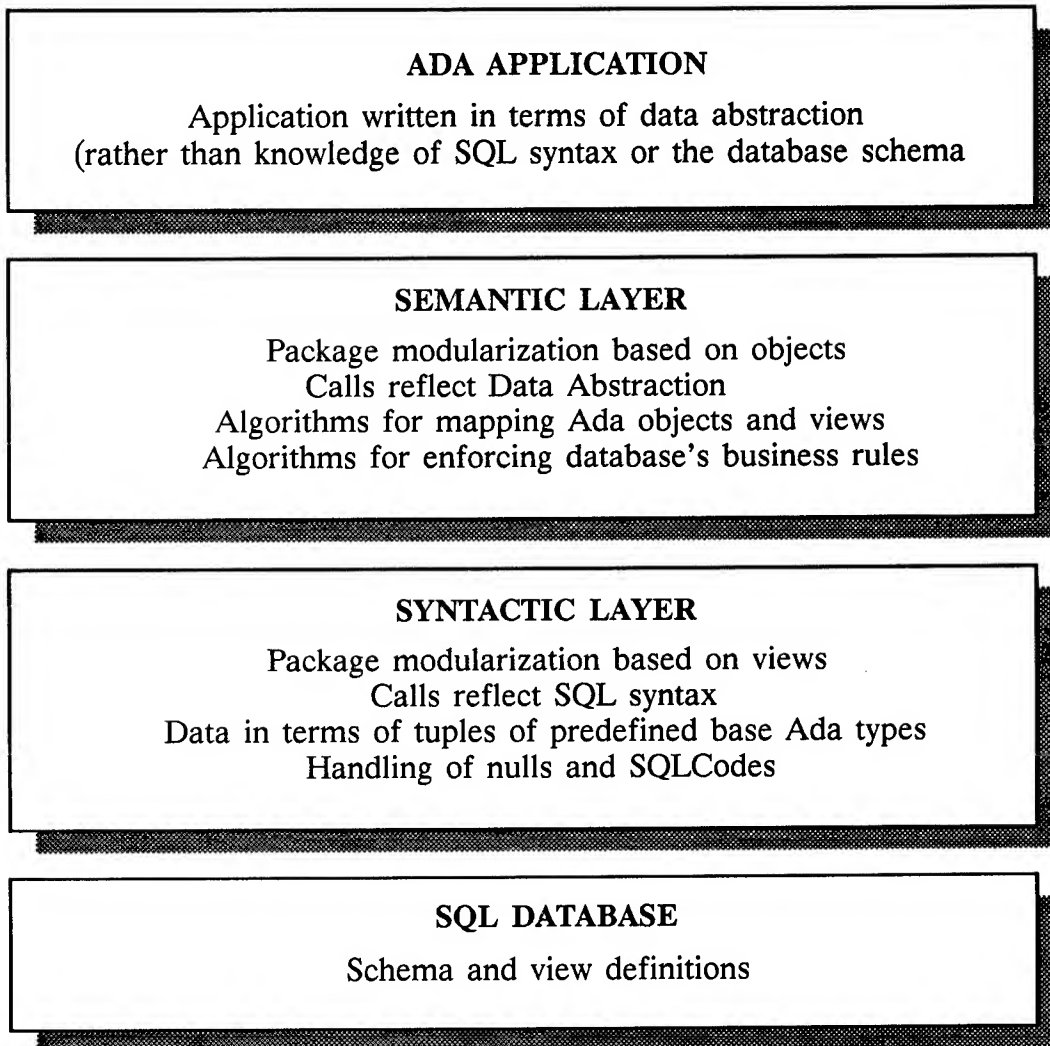 ADA APPLICATION
Application written in terms of data abstraction
(rather than knowledge of SQL syntax or the database schema
SEMANTIC LAYER
Package modularization based on objects
Calls reflect Data Abstraction
Algorithms for mapping Ada objects and views
Algorithms for enforcing database's business rules
SYNTACTIC LAYER
Package modularization based on views
Calls reflect SQL syntax
Data in terms of tuples of predefined base Ada types
Handling of nulls and SQLCodes
SQL DATABASE
Schema and view definitions